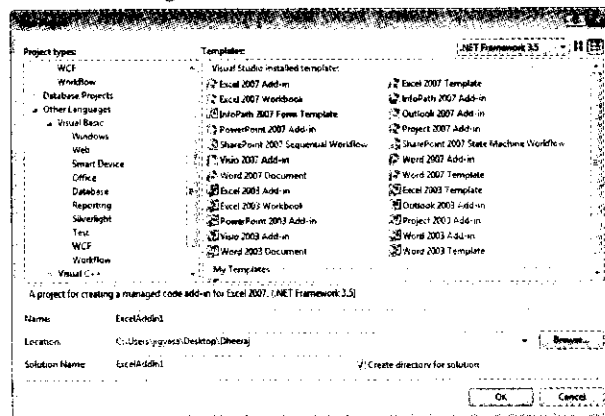 Project types:
Templates:
.NET Framework 3.5
WCF
Workflow
Database Projects
Other Languages
Visual Basic
Windows
Web
Smart Device
Office
Database
Reporting
Silverlight
Test
WCF
Workflow
Visual C++
Visual Studio installed templates
Excel 2007 Add-in
Excel 2007 Template
Excel 2007 Workbook
InfoPath 2007 Add-in
InfoPath 2007 Form Template
Outlook 2007 Add-in
PowerPoint 2007 Add-in
Project 2007 Add-in
SharePoint 2007 Sequential Workflow
SharePoint 2007 State Machine Workflow
Visio 2007 Add-in
Word 2007 Add-in
Word 2007 Document
Word 2007 Template
Excel 2003 Add-in
Excel 2003 Template
Excel 2003 Workbook
Outlook 2003 Add-in
PowerPoint 2003 Add-in
Project 2003 Add-in
Visio 2003 Add-in
Word 2003 Add-in
Word 2003 Document
Word 2003 Template
My Templates
A project for creating a managed code add-in for Excel 2007. (.NET Framework 3.5)
Name:
ExcelAddIn1
Location:
Desktop\Dheeraj
Browse...
Solution Name:
ExcelAddIn1
Create directory for solution
OK
Cancel